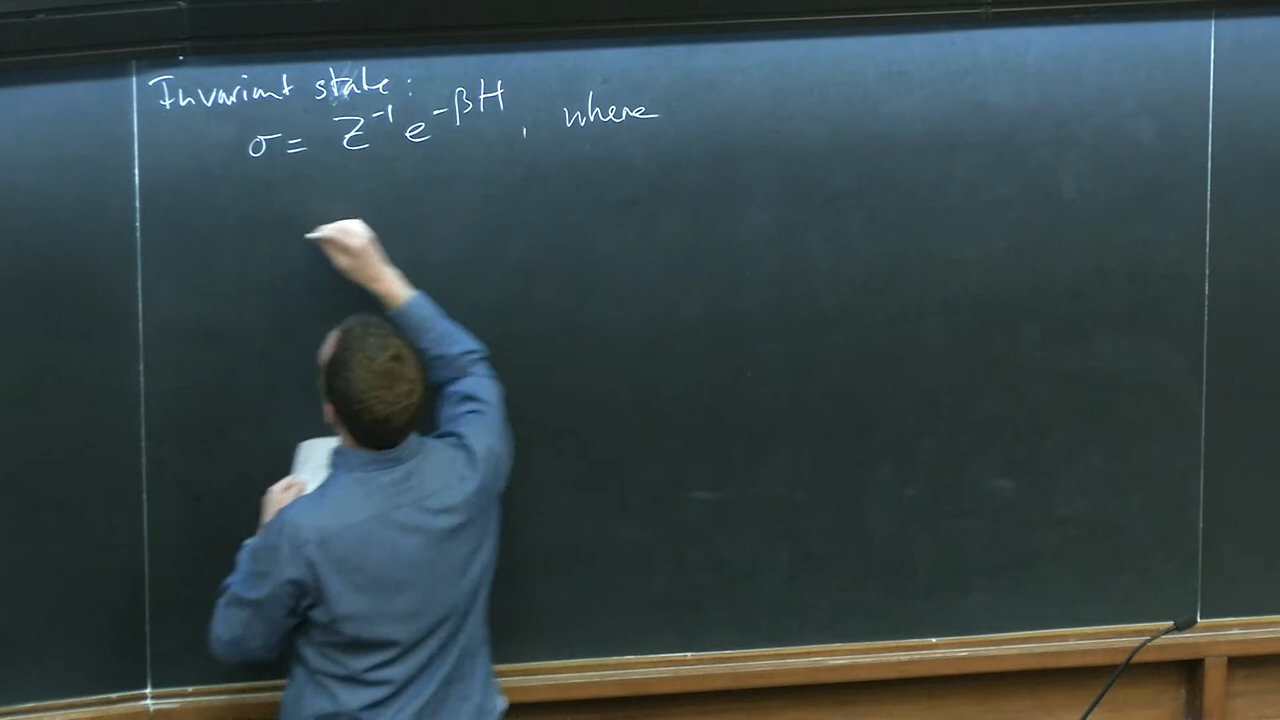 Invariant state:
σ = Z⁻¹ e^{-βH}, where